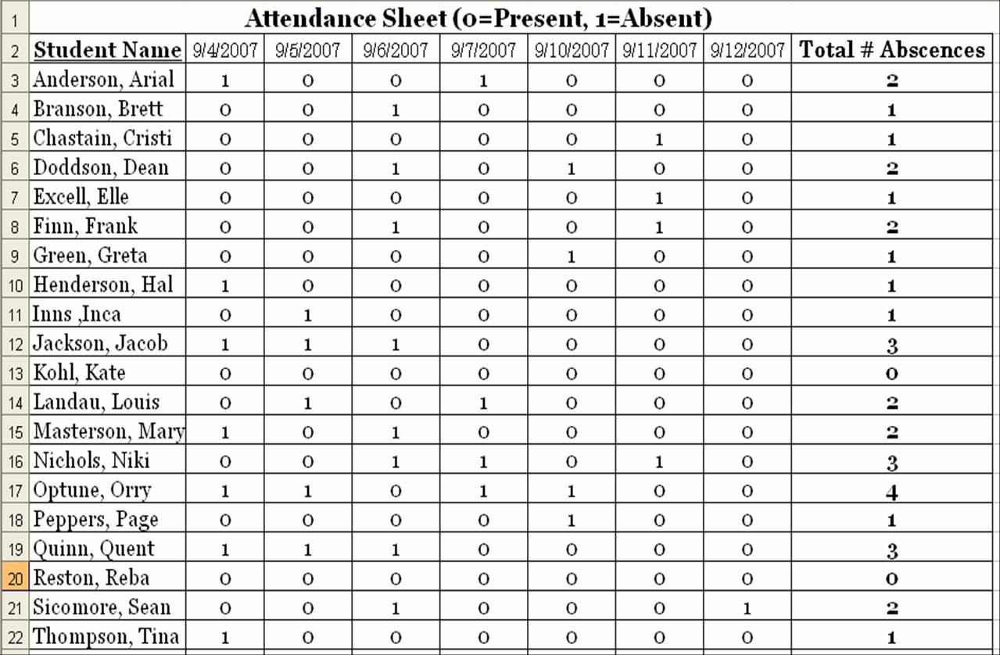 1 Attendance Sheet (0=Present, 1=Absent)
2 Student Name 9/4/2007 9/5/2007 9/6/2007 9/7/2007 9/10/2007 9/11/2007 9/12/2007 Total # Abscences
3 Anderson, Arial 1 0 0 1 0 0 0 2
4 Branson, Brett 0 0 1 0 0 0 0 1
5 Chastain, Cristi 0 0 0 0 0 1 0 1
6 Doddson, Dean 0 0 1 0 1 0 0 2
7 Excell, Elle 0 0 0 0 0 1 0 1
8 Finn, Frank 0 0 1 0 0 1 0 2
9 Green, Greta 0 0 0 0 1 0 0 1
10 Henderson, Hal 1 0 0 0 0 0 0 1
11 Inns ,Inca 0 1 0 0 0 0 0 1
12 Jackson, Jacob 1 1 1 0 0 0 0 3
13 Kohl, Kate 0 0 0 0 0 0 0 0
14 Landau, Louis 0 1 0 1 0 0 0 2
15 Masterson, Mary 1 0 1 0 0 0 0 2
16 Nichols, Niki 0 0 1 1 0 1 0 3
17 Optune, Orry 1 1 0 1 1 0 0 4
18 Peppers, Page 0 0 0 0 1 0 0 1
19 Quinn, Quent 1 1 1 0 0 0 0 3
20 Reston, Reba 0 0 0 0 0 0 0 0
21 Sicomore, Sean 0 0 1 0 0 0 1 2
22 Thompson, Tina 1 0 0 0 0 0 0 1